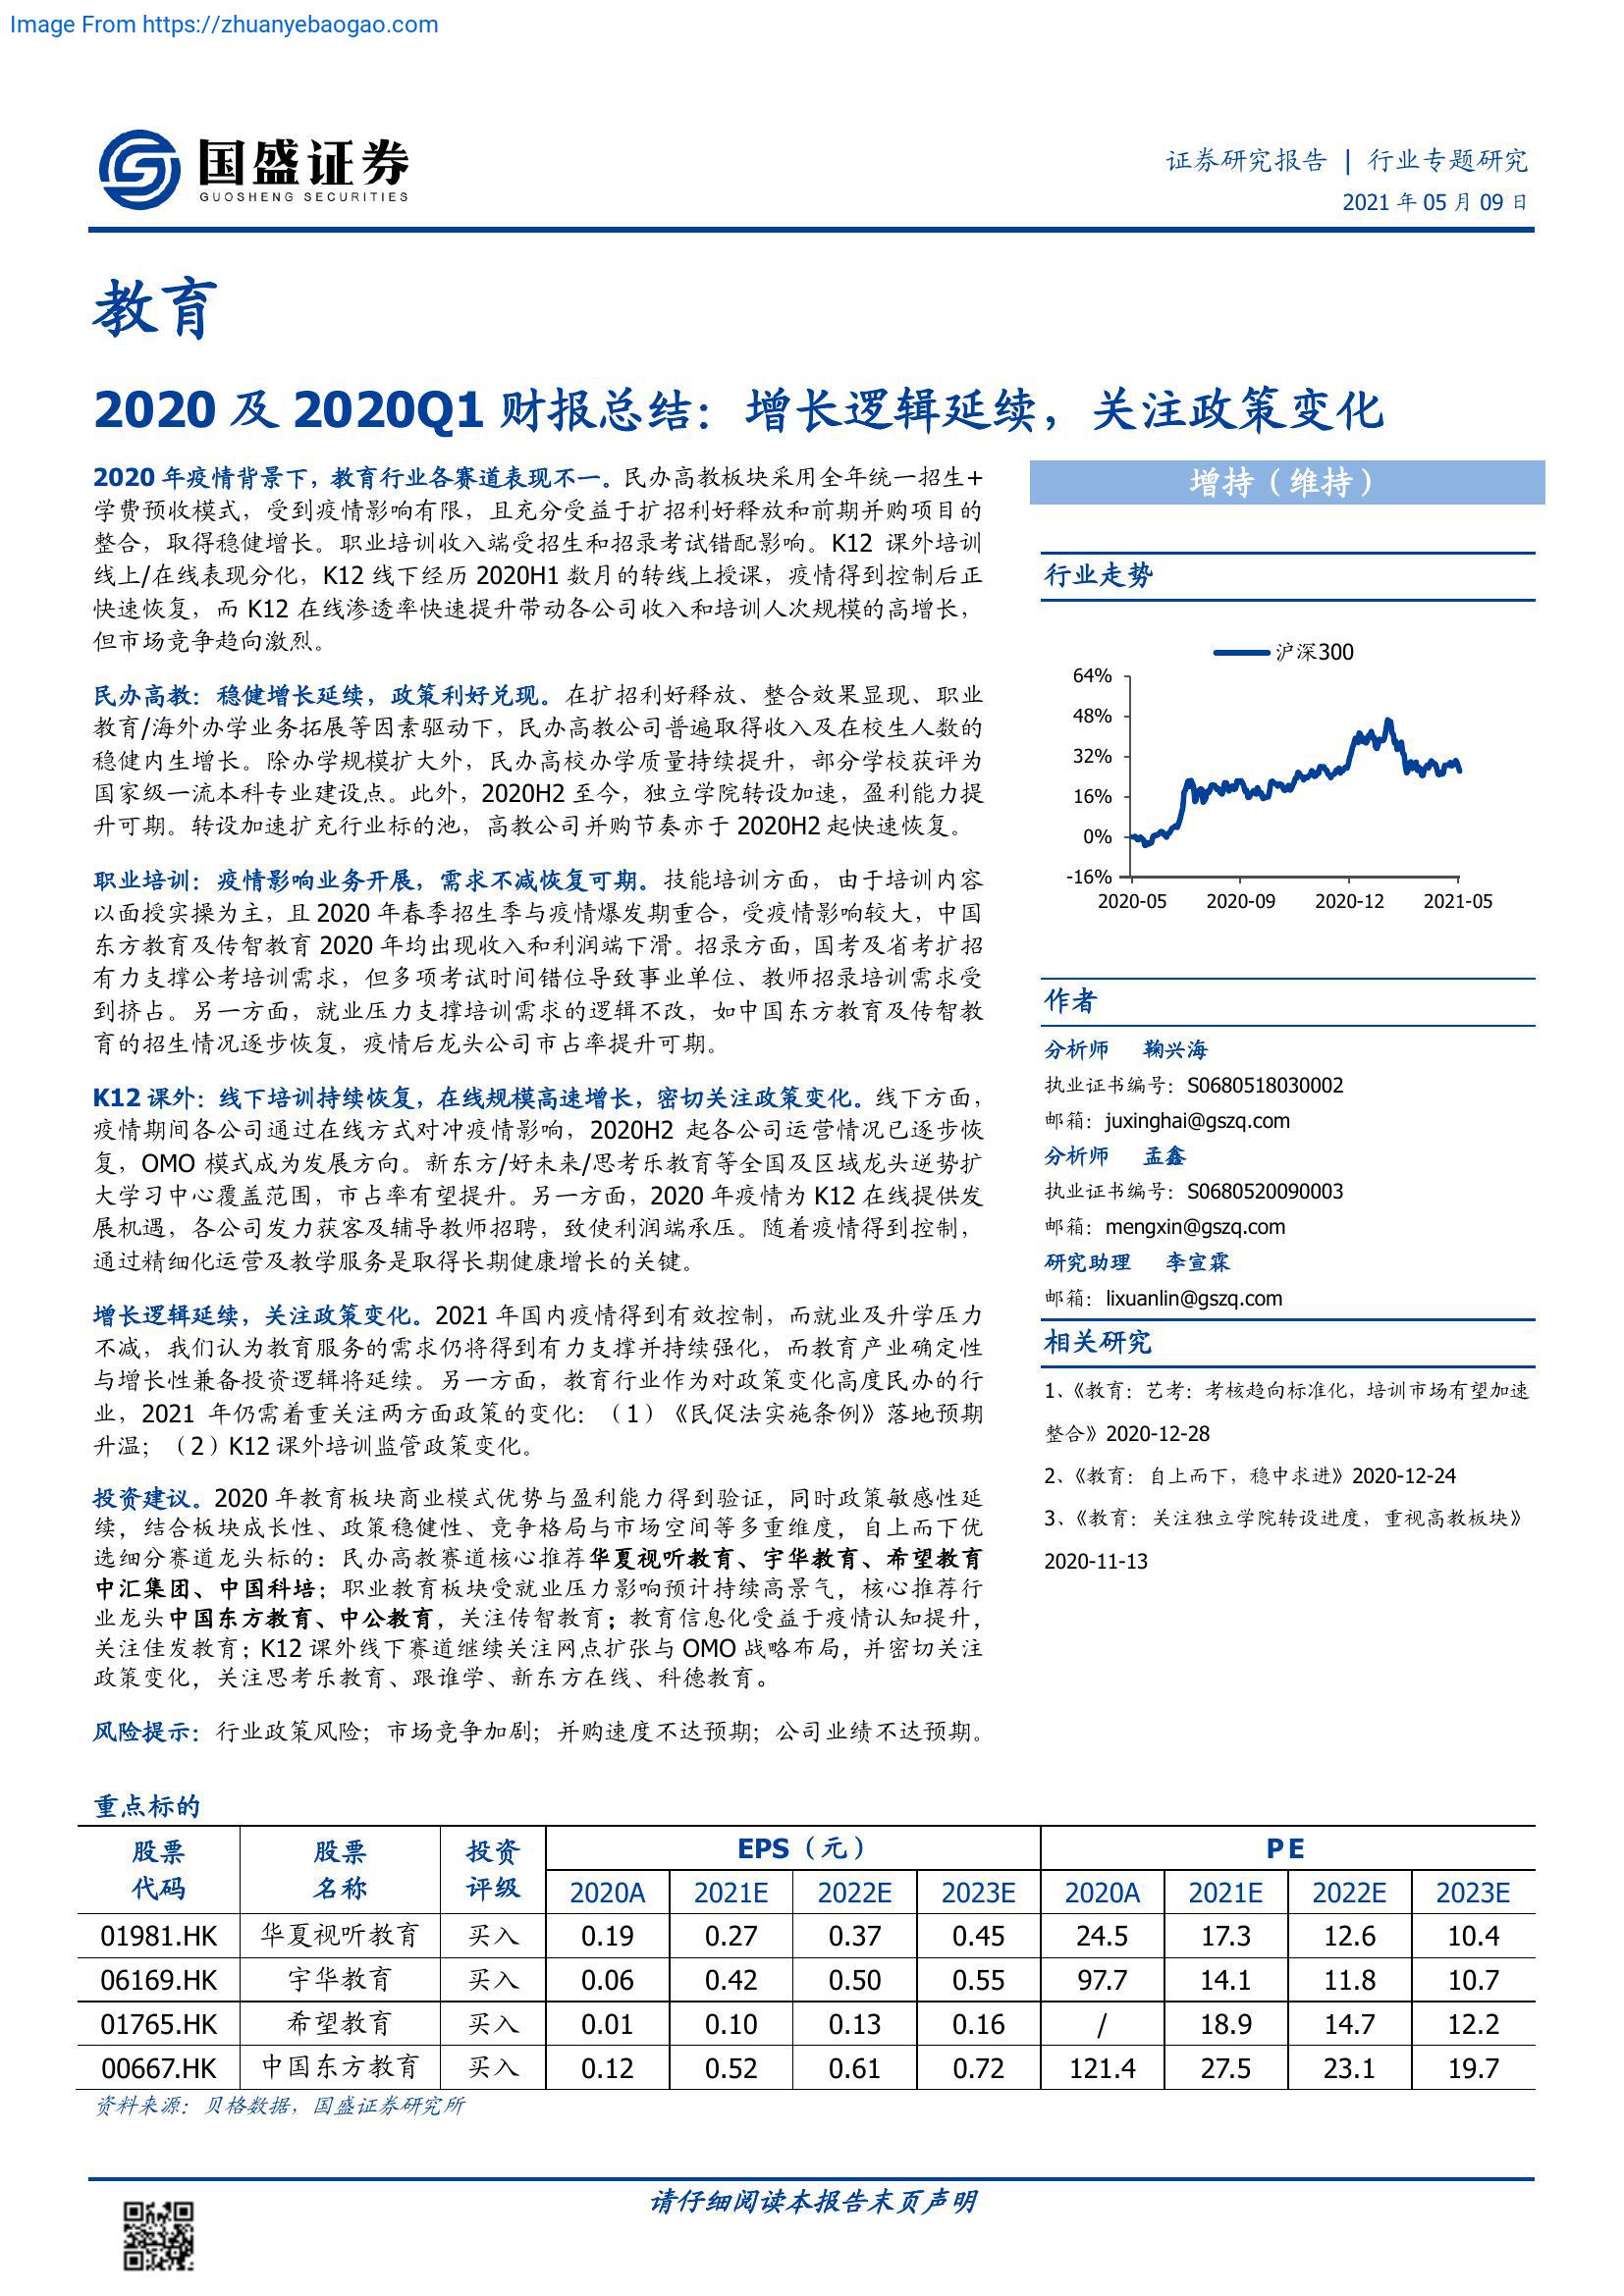 Image From https://zhuanyebaogao.com
国盛证券
GUOSHENG SECURITIES
证券研究报告 | 行业专题研究
2021 年 05 月 09 日
教育
2020 及 2020Q1 财报总结：增长逻辑延续，关注政策变化
2020 年疫情背景下，教育行业各赛道表现不一。民办高教板块采用全年统一招生+
学费预收模式，受到疫情影响有限，且充分受益于扩招利好释放和前期并购项目的
整合，取得稳健增长。职业培训收入端受招生和招录考试错配影响。K12 课外培训
线上/在线表现分化，K12 线下经历 2020H1 数月的转线上授课，疫情得到控制后正
快速恢复，而 K12 在线渗透率快速提升带动各公司收入和培训人次规模的高增长，
但市场竞争趋向激烈。
民办高教：稳健增长延续，政策利好兑现。在扩招利好释放、整合效果显现、职业
教育/海外办学业务拓展等因素驱动下，民办高教公司普遍取得收入及在校生人数的
稳健内生增长。除办学规模扩大外，民办高校办学质量持续提升，部分学校获评为
国家级一流本科专业建设点。此外，2020H2 至今，独立学院转设加速，盈利能力提
升可期。转设加速扩充行业标的池，高教公司并购节奏亦于 2020H2 起快速恢复。
职业培训：疫情影响业务开展，需求不减恢复可期。技能培训方面，由于培训内容
以面授实操为主，且 2020 年春季招生季与疫情爆发期重合，受疫情影响较大，中国
东方教育及传智教育 2020 年均出现收入和利润端下滑。招录方面，国考及省考扩招
有力支撑公考培训需求，但多项考试时间错位导致事业单位、教师招录培训需求受
到挤占。另一方面，就业压力支撑培训需求的逻辑不改，如中国东方教育及传智教
育的招生情况逐步恢复，疫情后龙头公司市占率提升可期。
K12 课外：线下培训持续恢复，在线规模高速增长，密切关注政策变化。线下方面，
疫情期间各公司通过在线方式对冲疫情影响，2020H2 起各公司运营情况已逐步恢
复，OMO 模式成为发展方向。新东方/好未来/思考乐教育等全国及区域龙头逆势扩
大学习中心覆盖范围，市占率有望提升。另一方面，2020 年疫情为 K12 在线提供发
展机遇，各公司发力获客及辅导教师招聘，致使利润端承压。随着疫情得到控制，
通过精细化运营及教学服务是取得长期健康增长的关键。
增长逻辑延续，关注政策变化。2021 年国内疫情得到有效控制，而就业及升学压力
不减，我们认为教育服务的需求仍将得到有力支撑并持续强化，而教育产业确定性
与增长性兼备投资逻辑将延续。另一方面，教育行业作为对政策变化高度民办的行
业，2021 年仍需着重关注两方面政策的变化：（1）《民促法实施条例》落地预期
升温；（2）K12 课外培训监管政策变化。
投资建议。2020 年教育板块商业模式优势与盈利能力得到验证，同时政策敏感性延
续，结合板块成长性、政策稳健性、竞争格局与市场空间等多重维度，自上而下优
选细分赛道龙头标的：民办高教赛道核心推荐华夏视听教育、宇华教育、希望教育
中汇集团、中国科培；职业教育板块受就业压力影响预计持续高景气，核心推荐行
业龙头中国东方教育、中公教育，关注传智教育；教育信息化受益于疫情认知提升，
关注佳发教育；K12 课外线下赛道继续关注网点扩张与 OMO 战略布局，并密切关注
政策变化，关注思考乐教育、跟谁学、新东方在线、科德教育。
风险提示：行业政策风险；市场竞争加剧；并购速度不达预期；公司业绩不达预期。
增持（维持）
行业走势
沪深300
64%
48%
32%
16%
0%
-16%
2020-05 2020-09 2020-12 2021-05
作者
分析师 鞠兴海
执业证书编号：S0680518030002
邮箱：juxinghai@gszq.com
分析师 孟鑫
执业证书编号：S0680520090003
邮箱：mengxin@gszq.com
研究助理 李宣霖
邮箱：lixuanlin@gszq.com
相关研究
1、《教育：艺考：考核趋向标准化，培训市场有望加速
整合》2020-12-28
2、《教育：自上而下，稳中求进》2020-12-24
3、《教育：关注独立学院转设进度，重视高教板块》
2020-11-13
重点标的
股票 股票 投资 EPS（元） PE
代码 名称 评级 2020A 2021E 2022E 2023E 2020A 2021E 2022E 2023E
01981.HK 华夏视听教育 买入 0.19 0.27 0.37 0.45 24.5 17.3 12.6 10.4
06169.HK 宇华教育 买入 0.06 0.42 0.50 0.55 97.7 14.1 11.8 10.7
01765.HK 希望教育 买入 0.01 0.10 0.13 0.16 / 18.9 14.7 12.2
00667.HK 中国东方教育 买入 0.12 0.52 0.61 0.72 121.4 27.5 23.1 19.7
资料来源：贝格数据，国盛证券研究所
请仔细阅读本报告末页声明